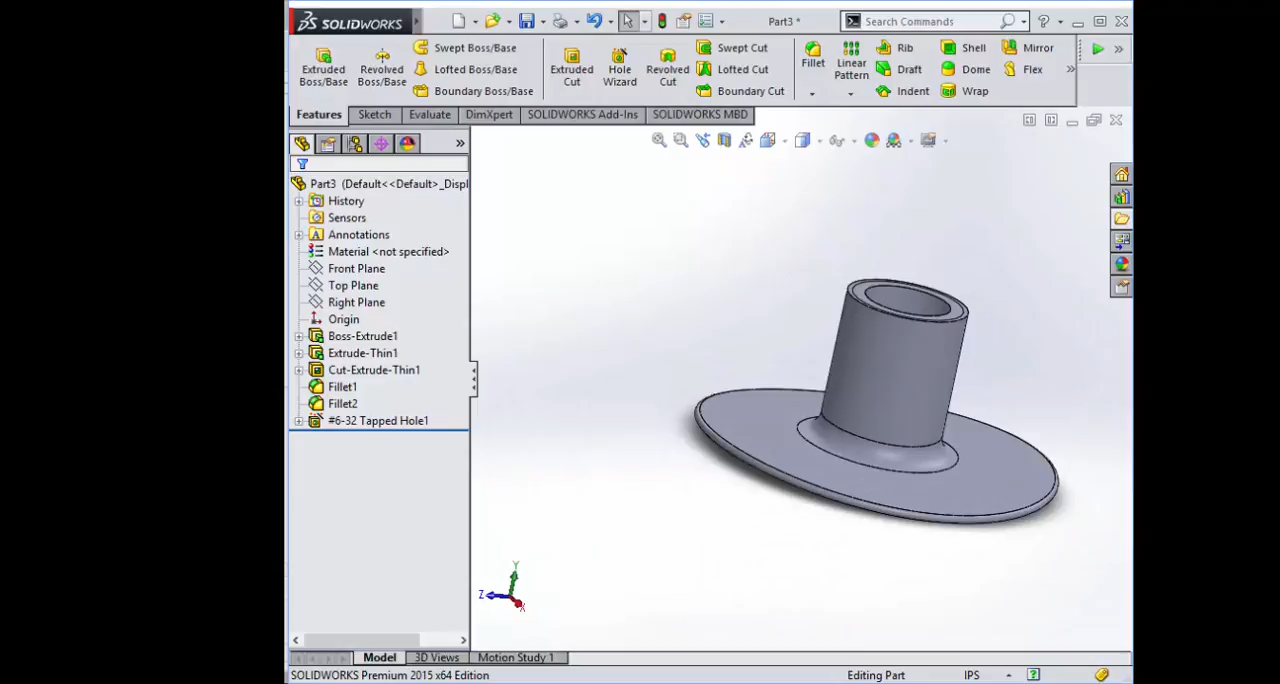 SOLIDWORKS
Part3 *
Search Commands
Extruded Boss/Base
Revolved Boss/Base
Swept Boss/Base
Lofted Boss/Base
Boundary Boss/Base
Extruded Cut
Hole Wizard
Revolved Cut
Swept Cut
Lofted Cut
Boundary Cut
Fillet
Linear Pattern
Rib
Draft
Indent
Shell
Dome
Wrap
Mirror
Flex
Features Sketch Evaluate DimXpert SOLIDWORKS Add-Ins SOLIDWORKS MBD
Part3 (Default<<Default>_Displ
History
Sensors
Annotations
Material <not specified>
Front Plane
Top Plane
Right Plane
Origin
Boss-Extrude1
Extrude-Thin1
Cut-Extrude-Thin1
Fillet1
Fillet2
#6-32 Tapped Hole1
Y
Z
X
Model 3D Views Motion Study 1
SOLIDWORKS Premium 2015 x64 Edition
Editing Part
IPS